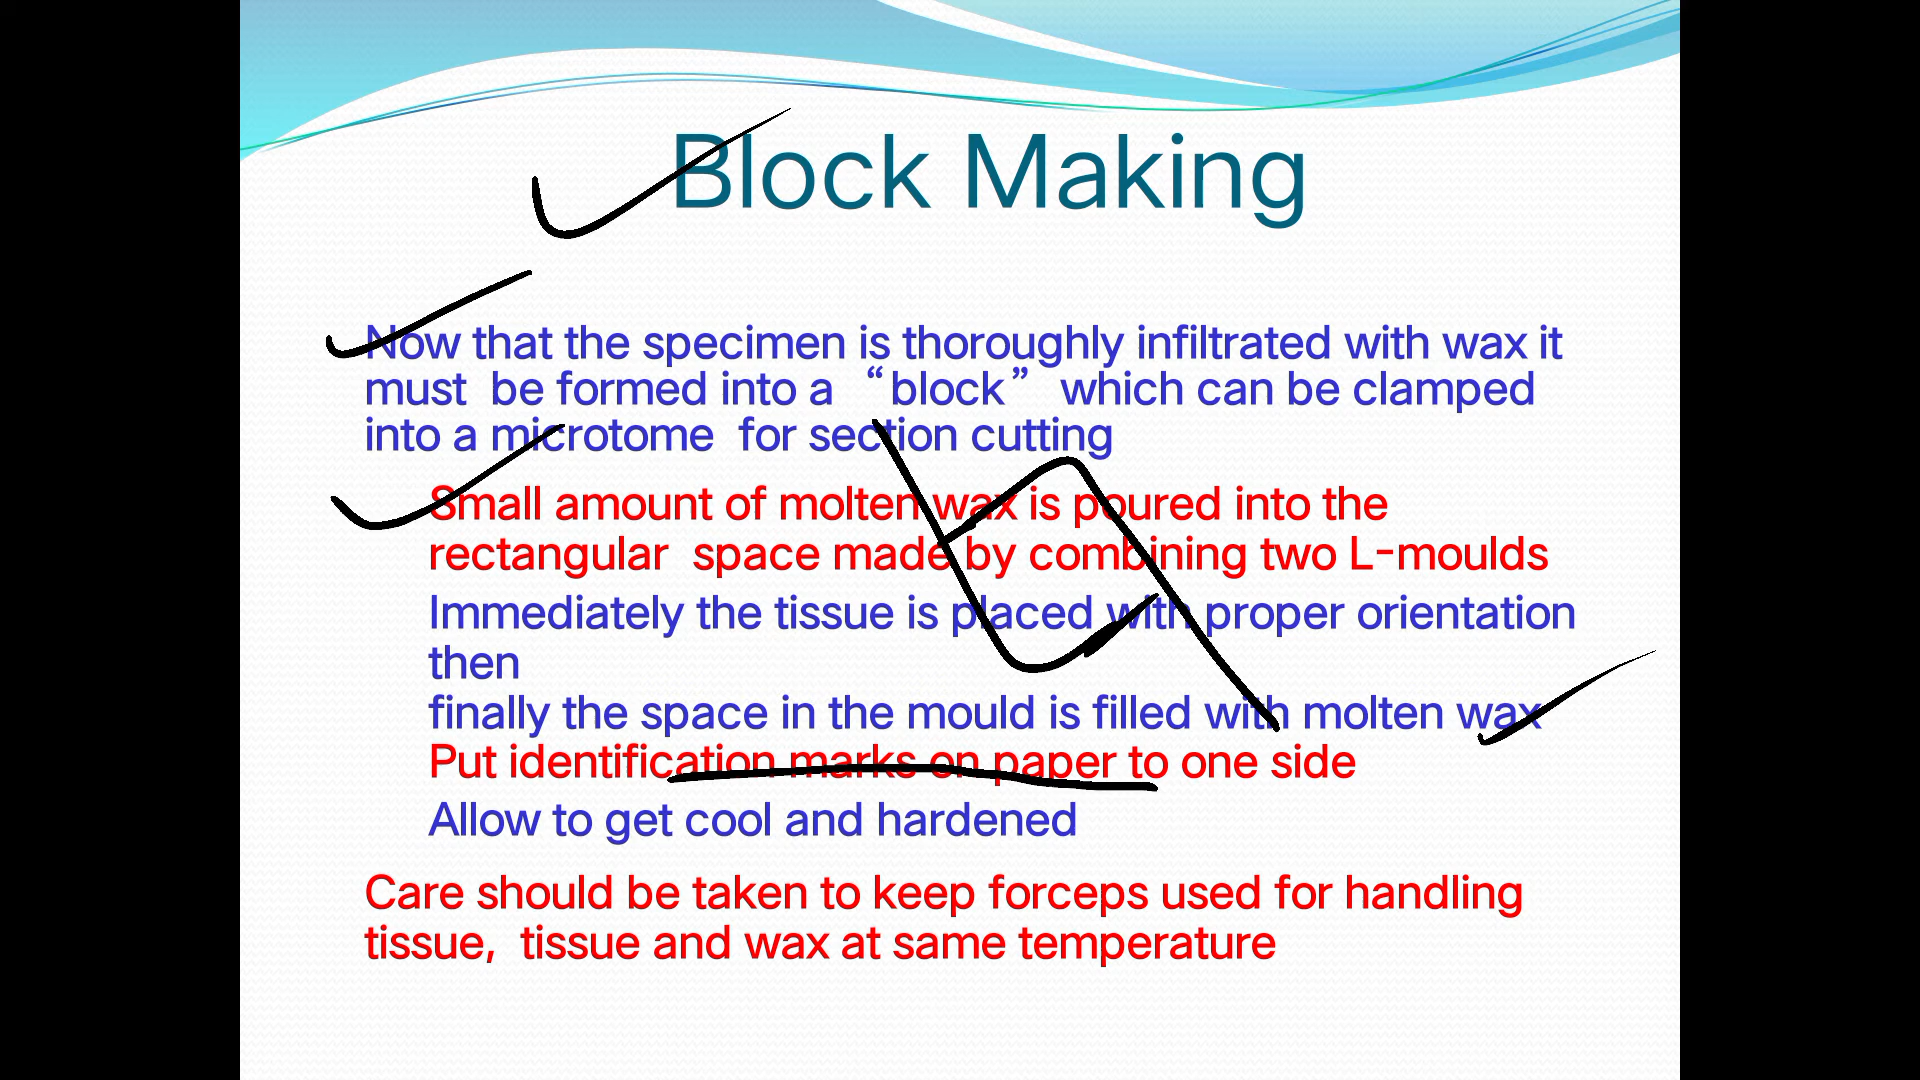 Block Making
Now that the specimen is thoroughly infiltrated with wax it
must be formed into a “block” which can be clamped
into a microtome for section cutting
Small amount of molten wax is poured into the
rectangular space made by combining two L-moulds
Immediately the tissue is placed with proper orientation
then
finally the space in the mould is filled with molten wax
Put identification marks on paper to one side
Allow to get cool and hardened
Care should be taken to keep forceps used for handling
tissue, tissue and wax at same temperature